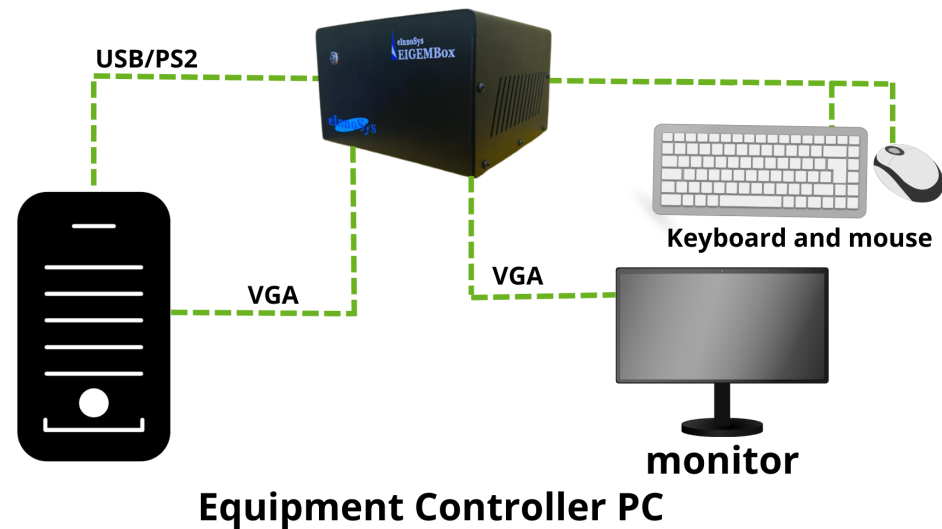 USB/PS2
eInnoSys
EIGEMBox
eInnoSys
Keyboard and mouse
VGA
VGA
monitor
Equipment Controller PC